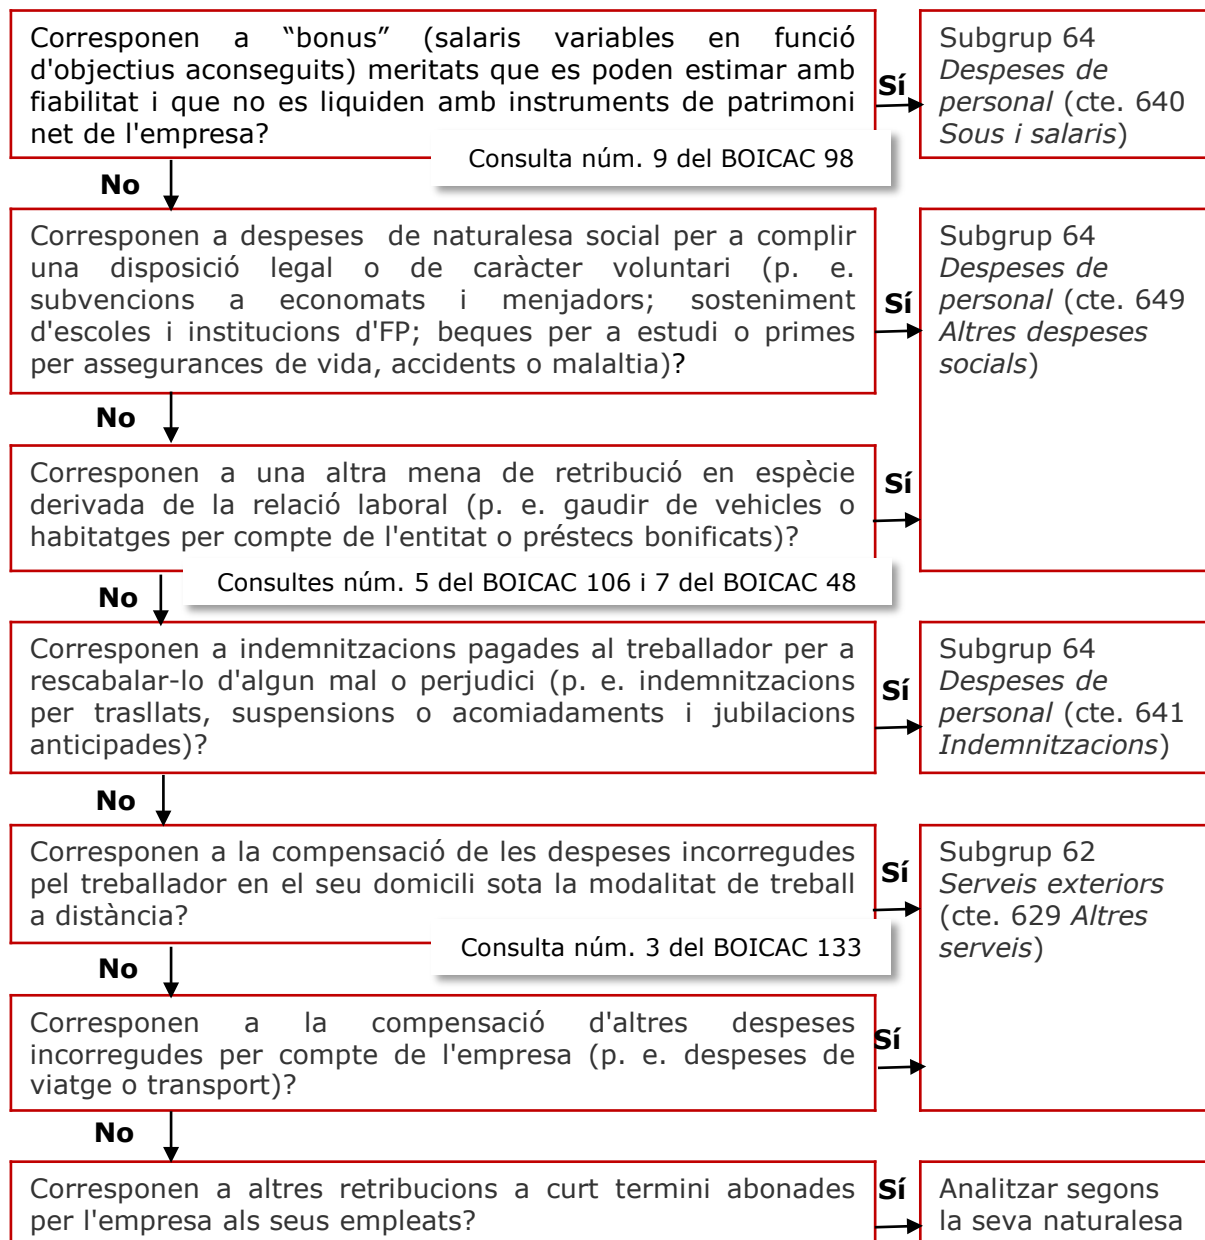 Corresponen a “bonus” (salaris variables en funció
d'objectius aconseguits) meritats que es poden estimar amb
fiabilitat i que no es liquiden amb instruments de patrimoni
net de l'empresa?
Sí
Subgrup 64
Despeses de
personal (cte. 640
Sous i salaris)
Consulta núm. 9 del BOICAC 98
No
Corresponen a despeses de naturalesa social per a complir
una disposició legal o de caràcter voluntari (p. e.
subvencions a economats i menjadors; sosteniment
d'escoles i institucions d'FP; beques per a estudi o primes
per assegurances de vida, accidents o malaltia)?
Sí
Subgrup 64
Despeses de
personal (cte. 649
Altres despeses
socials)
No
Corresponen a una altra mena de retribució en espècie
derivada de la relació laboral (p. e. gaudir de vehicles o
habitatges per compte de l'entitat o préstecs bonificats)?
Sí
Consultes núm. 5 del BOICAC 106 i 7 del BOICAC 48
No
Corresponen a indemnitzacions pagades al treballador per a
rescabalar-lo d'algun mal o perjudici (p. e. indemnitzacions
per trasllats, suspensions o acomiadaments i jubilacions
anticipades)?
Sí
Subgrup 64
Despeses de
personal (cte. 641
Indemnitzacions)
No
Corresponen a la compensació de les despeses incorregudes
pel treballador en el seu domicili sota la modalitat de treball
a distància?
Sí
Subgrup 62
Serveis exteriors
(cte. 629 Altres
serveis)
Consulta núm. 3 del BOICAC 133
No
Corresponen a la compensació d'altres despeses
incorregudes per compte de l'empresa (p. e. despeses de
viatge o transport)?
Sí
No
Corresponen a altres retribucions a curt termini abonades
per l'empresa als seus empleats?
Sí
Analitzar segons
la seva naturalesa